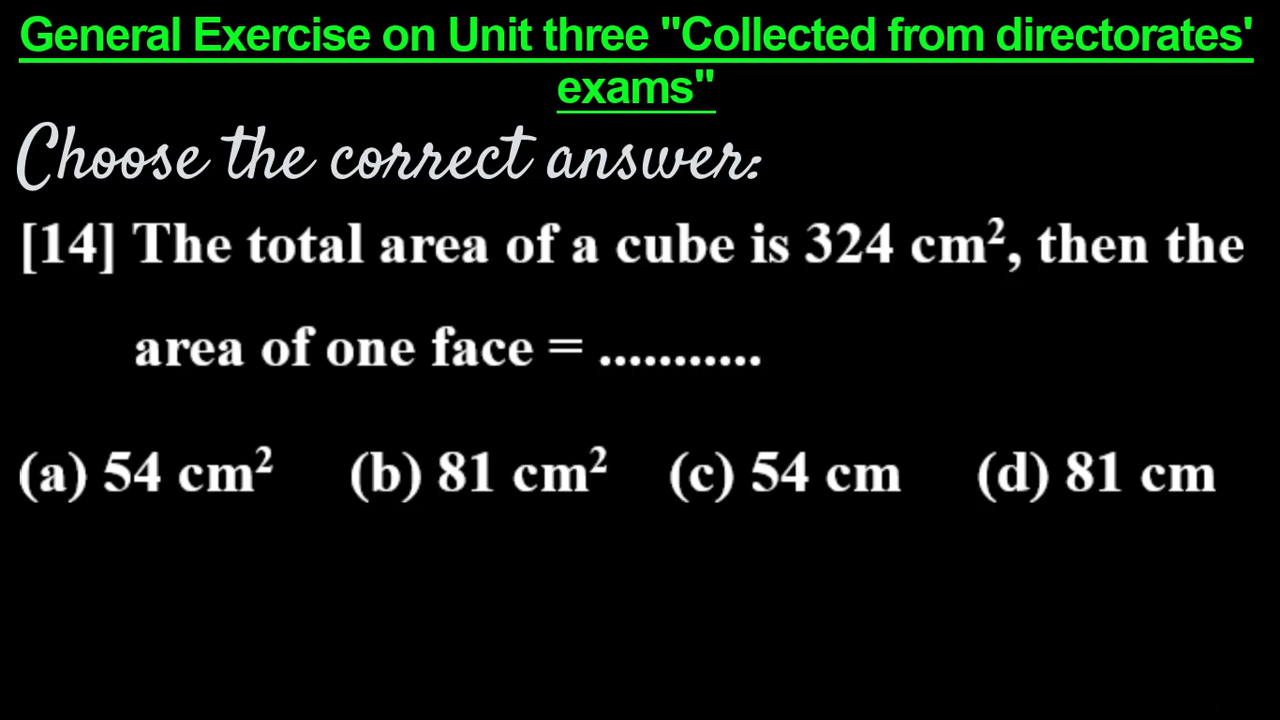 General Exercise on Unit three "Collected from directorates'
exams"
Choose the correct answer:
[14] The total area of a cube is 324 cm², then the
area of one face = ...........
(a) 54 cm² (b) 81 cm² (c) 54 cm (d) 81 cm